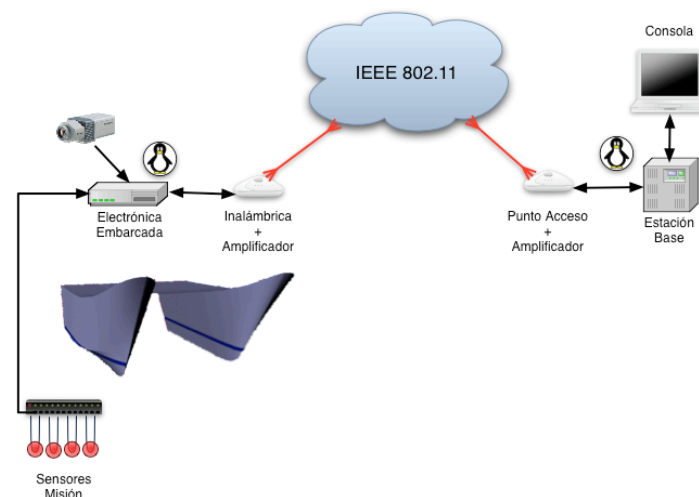 Consola
IEEE 802.11
Electrónica
Embarcada
Inalámbrica
+
Amplificador
Punto Acceso
+
Amplificador
Estación
Base
Sensores
Misión